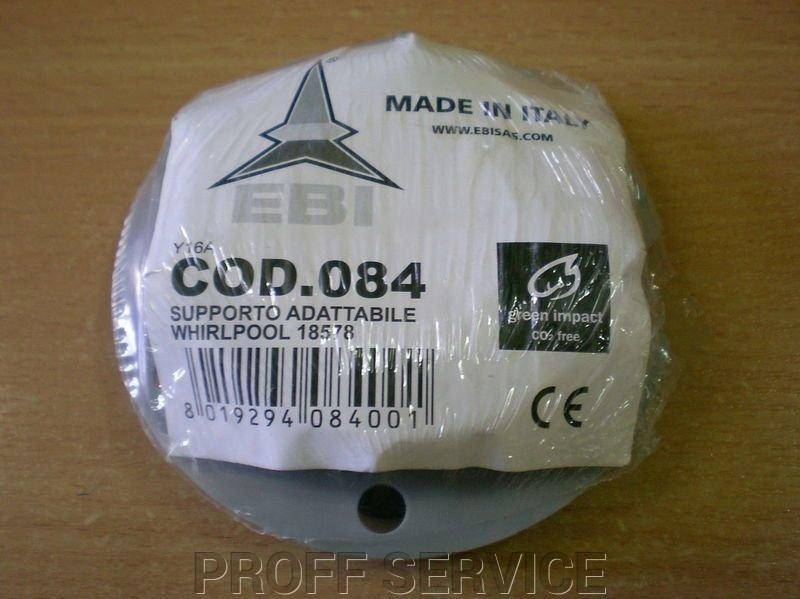 ®
EBI
MADE IN ITALY
WWW.EBISAS.COM
Y16A
COD.084
SUPPORTO ADATTABILE
WHIRLPOOL 18578
8 019294 084001
green impact
CO₂ free
CE
PROFF SERVICE